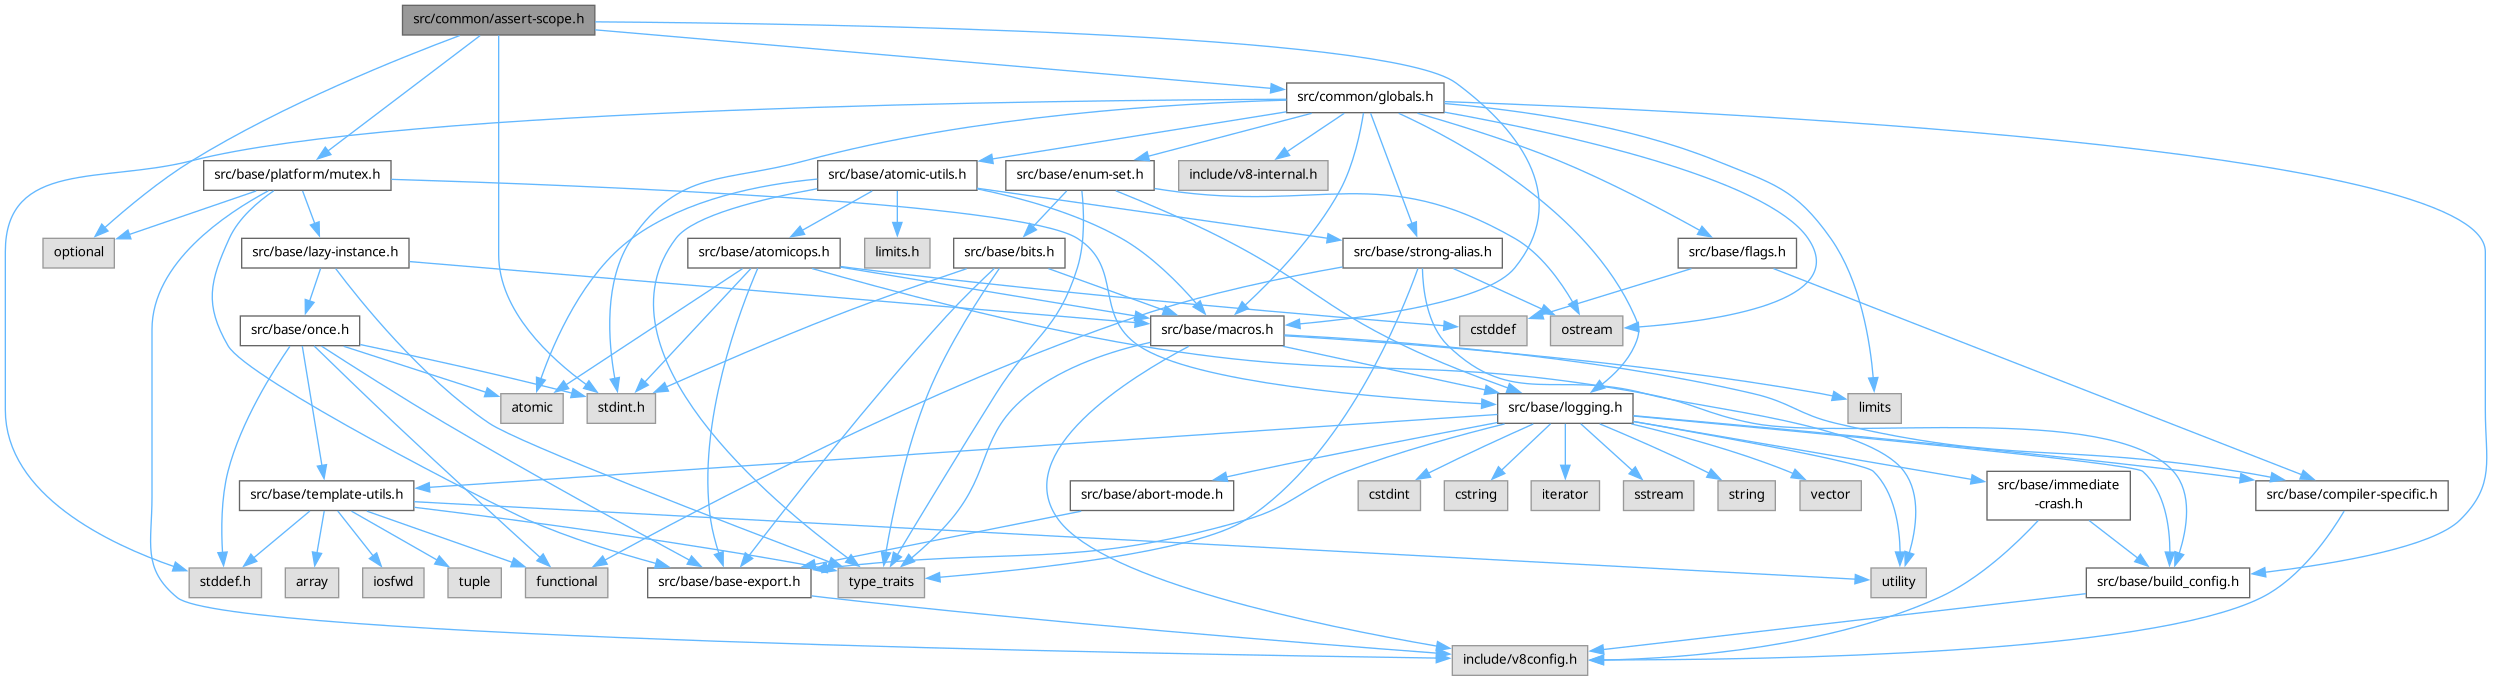 src/common/assert-scope.h
src/common/globals.h
src/base/platform/mutex.h
src/base/atomic-utils.h
src/base/enum-set.h
include/v8-internal.h
optional
src/base/lazy-instance.h
src/base/atomicops.h
limits.h
src/base/bits.h
src/base/strong-alias.h
src/base/flags.h
src/base/once.h
src/base/macros.h
cstddef
ostream
atomic
stdint.h
src/base/logging.h
limits
src/base/template-utils.h
src/base/abort-mode.h
cstdint
cstring
iterator
sstream
string
vector
src/base/immediate
-crash.h
src/base/compiler-specific.h
stddef.h
array
iosfwd
tuple
functional
src/base/base-export.h
type_traits
utility
src/base/build_config.h
include/v8config.h